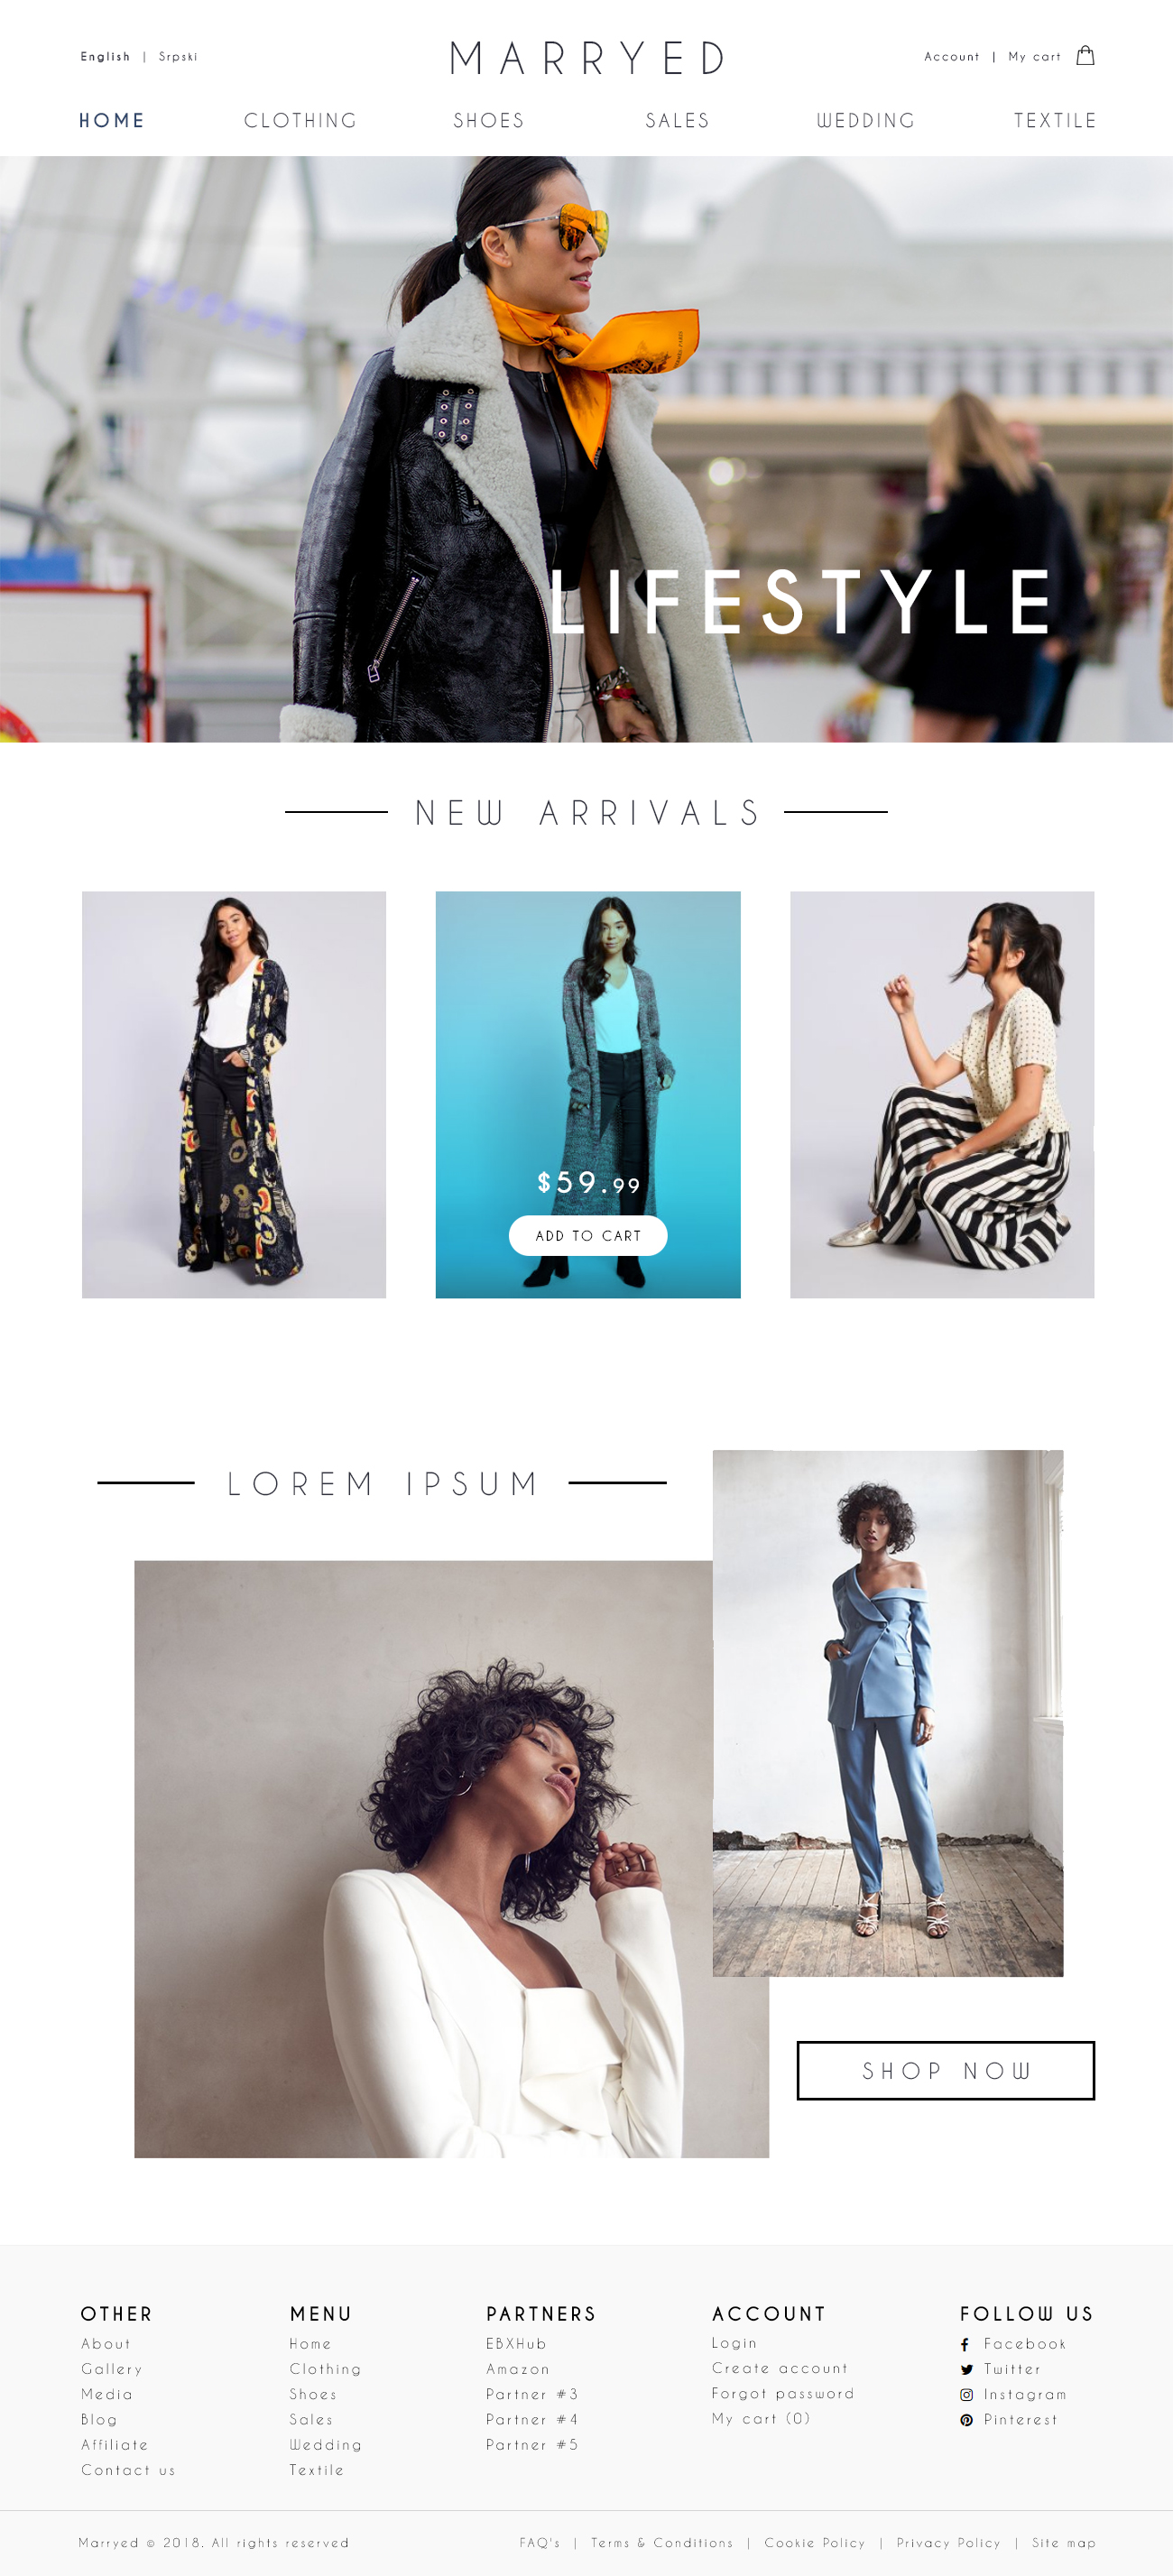 English | Srpski
MARRYED
Account | My cart
HOME CLOTHING SHOES SALES WEDDING TEXTILE
LIFESTYLE
NEW ARRIVALS
$59.99
ADD TO CART
LOREM IPSUM
SHOP NOW
OTHER
About
Gallery
Media
Blog
Affiliate
Contact us
MENU
Home
Clothing
Shoes
Sales
Wedding
Textile
PARTNERS
EBXHub
Amazon
Partner #3
Partner #4
Partner #5
ACCOUNT
Login
Create account
Forgot password
My cart (0)
FOLLOW US
Facebook
Twitter
Instagram
Pinterest
Marryed © 2018. All rights reserved
FAQ's | Terms & Conditions | Cookie Policy | Privacy Policy | Site map